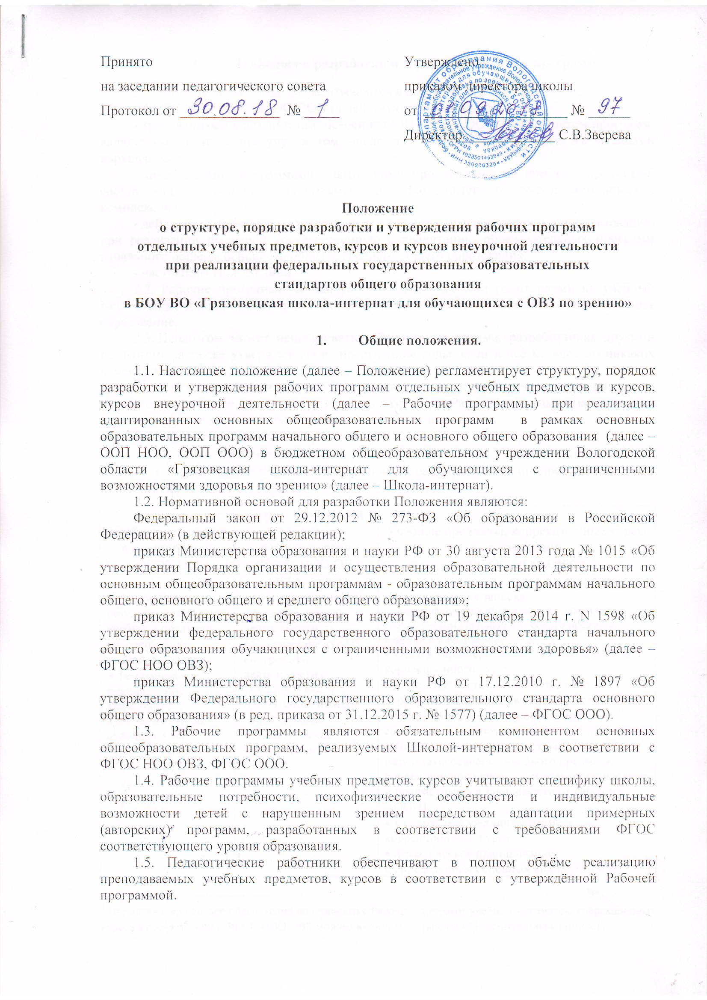 Принято
на заседании педагогического совета
Протокол от 30.08.18 № 1
Утверждено
приказом директора школы
от 09.2018 № 97
Директор С.В.Зверева
Департамент образования Вологодской области
ОГРН 1023501453843 • ИНН 3509003264
Положение
о структуре, порядке разработки и утверждения рабочих программ
отдельных учебных предметов, курсов и курсов внеурочной деятельности
при реализации федеральных государственных образовательных
стандартов общего образования
в БОУ ВО «Грязовецкая школа-интернат для обучающихся с ОВЗ по зрению»
1. Общие положения.
1.1. Настоящее положение (далее – Положение) регламентирует структуру, порядок
разработки и утверждения рабочих программ отдельных учебных предметов и курсов,
курсов внеурочной деятельности (далее – Рабочие программы) при реализации
адаптированных основных общеобразовательных программ в рамках основных
образовательных программ начального общего и основного общего образования (далее –
ООП НОО, ООП ООО) в бюджетном общеобразовательном учреждении Вологодской
области «Грязовецкая школа-интернат для обучающихся с ограниченными
возможностями здоровья по зрению» (далее – Школа-интернат).
1.2. Нормативной основой для разработки Положения являются:
Федеральный закон от 29.12.2012 № 273-ФЗ «Об образовании в Российской
Федерации» (в действующей редакции);
приказ Министерства образования и науки РФ от 30 августа 2013 года № 1015 «Об
утверждении Порядка организации и осуществления образовательной деятельности по
основным общеобразовательным программам - образовательным программам начального
общего, основного общего и среднего общего образования»;
приказ Министерства образования и науки РФ от 19 декабря 2014 г. N 1598 «Об
утверждении федерального государственного образовательного стандарта начального
общего образования обучающихся с ограниченными возможностями здоровья» (далее –
ФГОС НОО ОВЗ);
приказ Министерства образования и науки РФ от 17.12.2010 г. № 1897 «Об
утверждении Федерального государственного образовательного стандарта основного
общего образования» (в ред. приказа от 31.12.2015 г. № 1577) (далее – ФГОС ООО).
1.3. Рабочие программы являются обязательным компонентом основных
общеобразовательных программ, реализуемых Школой-интернатом в соответствии с
ФГОС НОО ОВЗ, ФГОС ООО.
1.4. Рабочие программы учебных предметов, курсов учитывают специфику школы,
образовательные потребности, психофизические особенности и индивидуальные
возможности детей с нарушенным зрением посредством адаптации примерных
(авторских) программ, разработанных в соответствии с требованиями ФГОС
соответствующего уровня образования.
1.5. Педагогические работники обеспечивают в полном объёме реализацию
преподаваемых учебных предметов, курсов в соответствии с утверждённой Рабочей
программой.